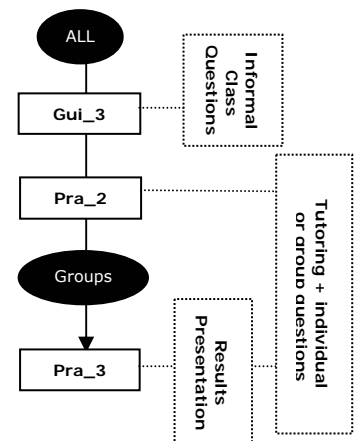 ALL
Informal
Class
Questions
Gui_3
Pra_2
Tutoring + individual
or group questions
Groups
Results
Presentation
Pra_3